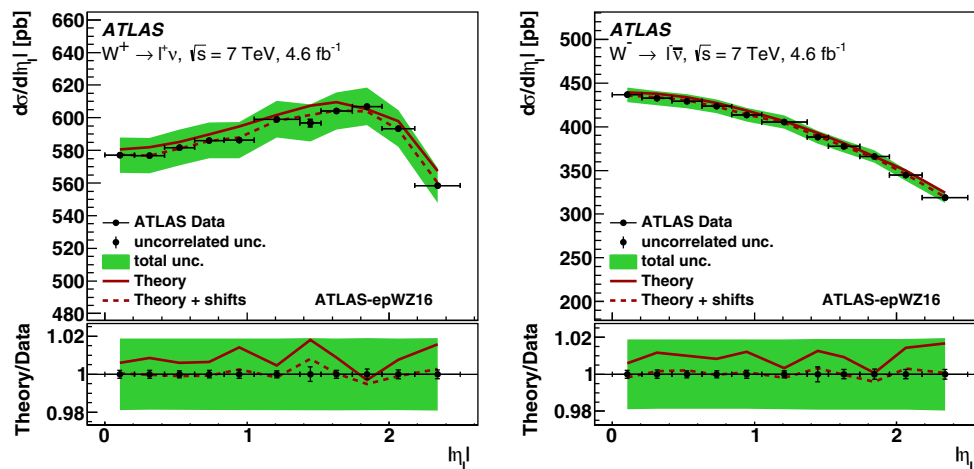 dσ/d|η_l| [pb]
660
640
620
600
580
560
540
520
500
480
ATLAS
W⁺ → l⁺ν, √s = 7 TeV, 4.6 fb⁻¹
ATLAS Data
uncorrelated unc.
total unc.
Theory
Theory + shifts
ATLAS-epWZ16
Theory/Data
1.02
1
0.98
0 1 2
|η_l|
dσ/d|η_l| [pb]
500
450
400
350
300
250
200
ATLAS
W⁻ → l⁻ν̅, √s = 7 TeV, 4.6 fb⁻¹
ATLAS Data
uncorrelated unc.
total unc.
Theory
Theory + shifts
ATLAS-epWZ16
Theory/Data
1.02
1
0.98
0 1 2
|η_l|